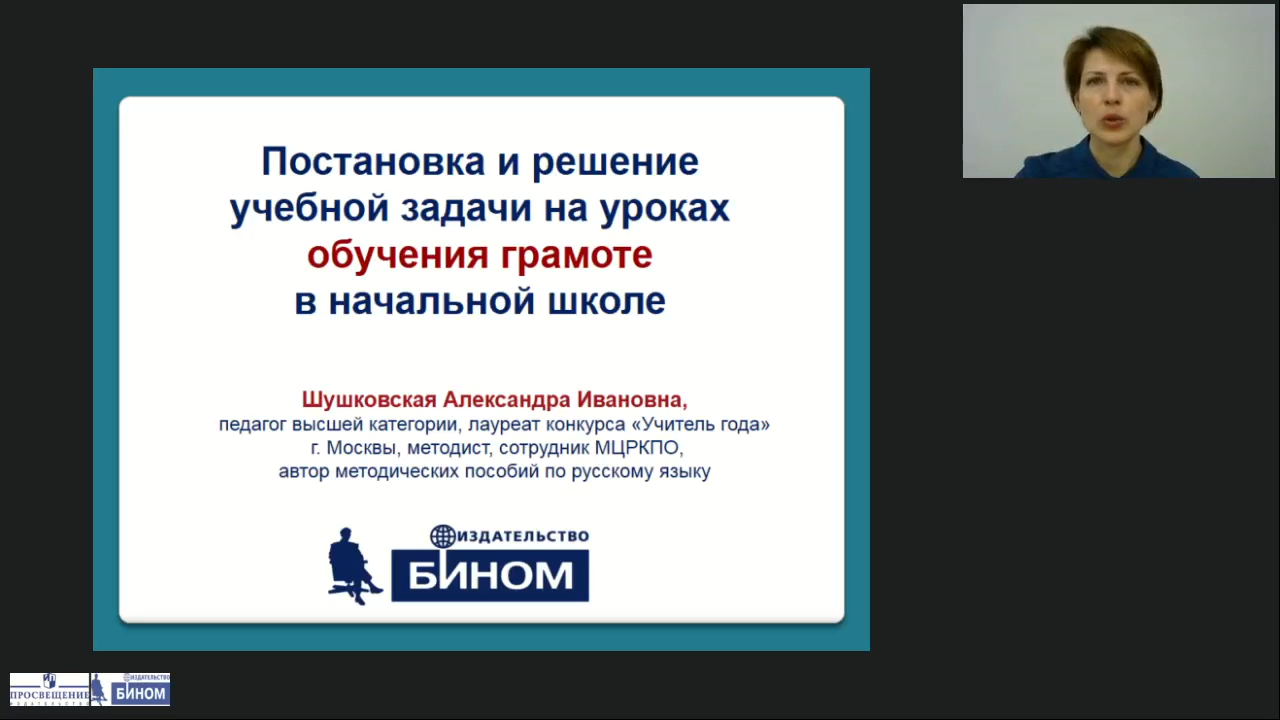 Постановка и решение
учебной задачи на уроках
обучения грамоте
в начальной школе
Шушковская Александра Ивановна,
педагог высшей категории, лауреат конкурса «Учитель года»
г. Москвы, методист, сотрудник МЦРКПО,
автор методических пособий по русскому языку
ИЗДАТЕЛЬСТВО
БИНОМ
ПРОСВЕЩЕНИЕ
ИЗДАТЕЛЬСТВО
ИЗДАТЕЛЬСТВО
БИНОМ